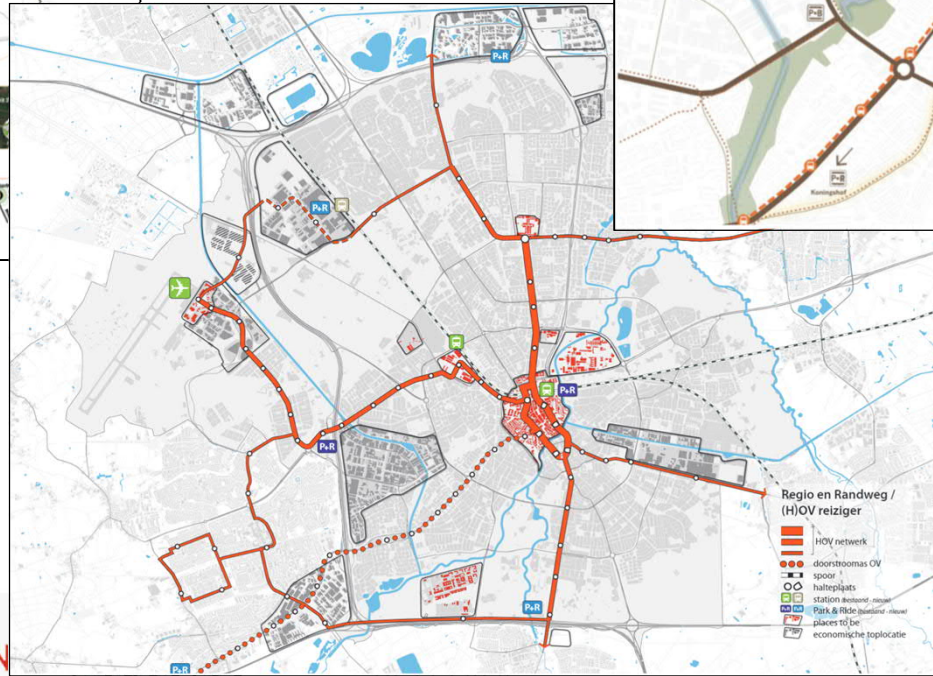 P+R
P+R
Koningshof
P+R
P+R
P+R
P+R
P+R
P+R
Regio en Randweg /
(H)OV reiziger
HOV netwerk
doorstroomas OV
spoor
halteplaats
station (bestaand - nieuw)
P+R P+R Park & Ride (bestaand - nieuw)
places to be
economische toplocatie
N